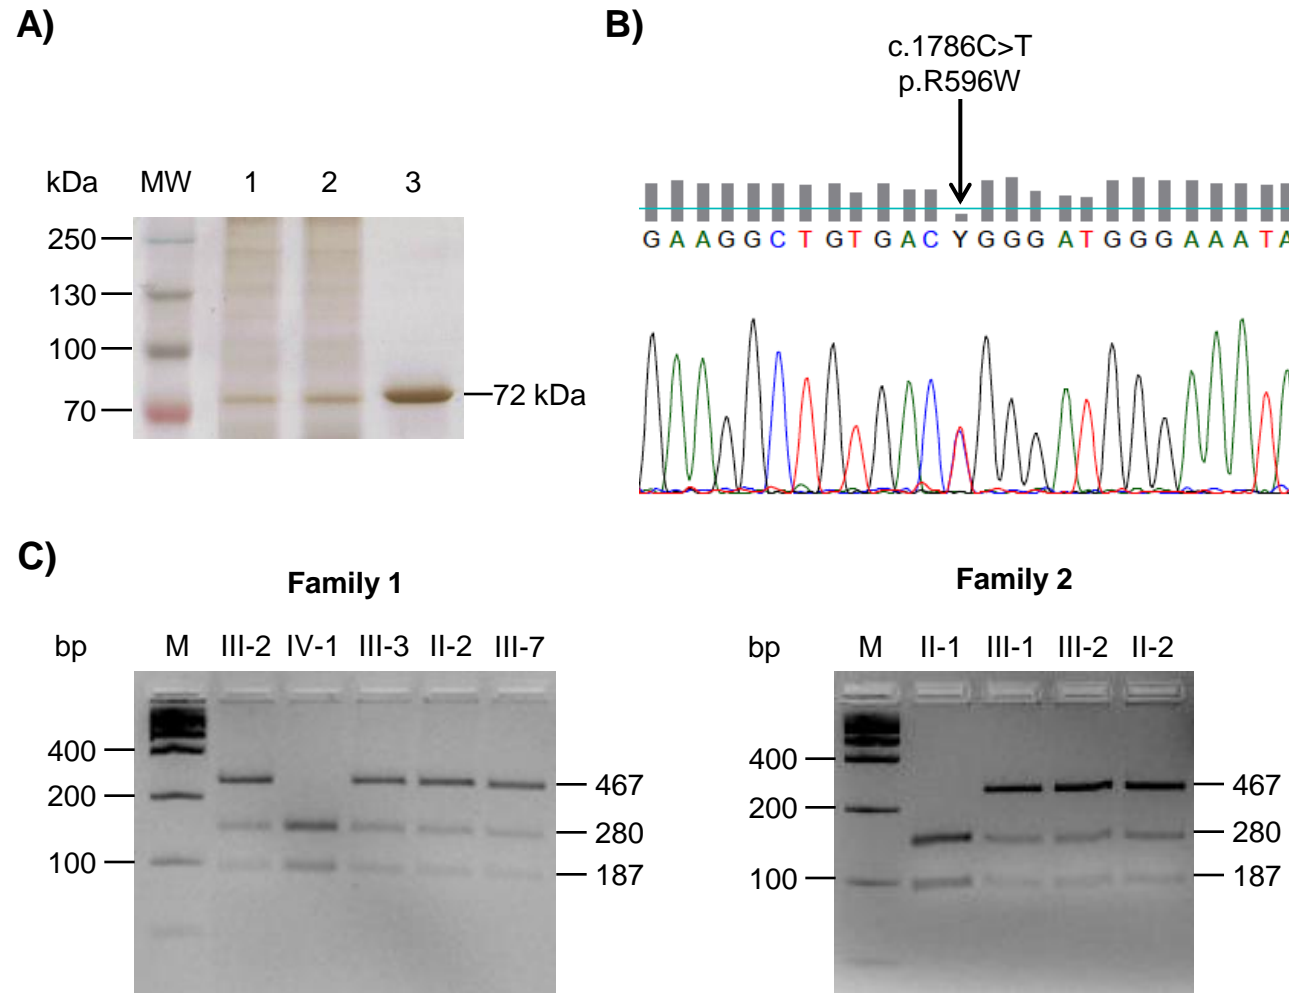 A)
kDa MW 1 2 3
250
130
100
70
72 kDa
B)
c.1786C>T
p.R596W
G A A G G C T G T G A C Y G G G A T G G G A A A T A
C)
Family 1
bp M III-2 IV-1 III-3 II-2 III-7
400
200
100
467
280
187
Family 2
bp M II-1 III-1 III-2 II-2
400
200
100
467
280
187